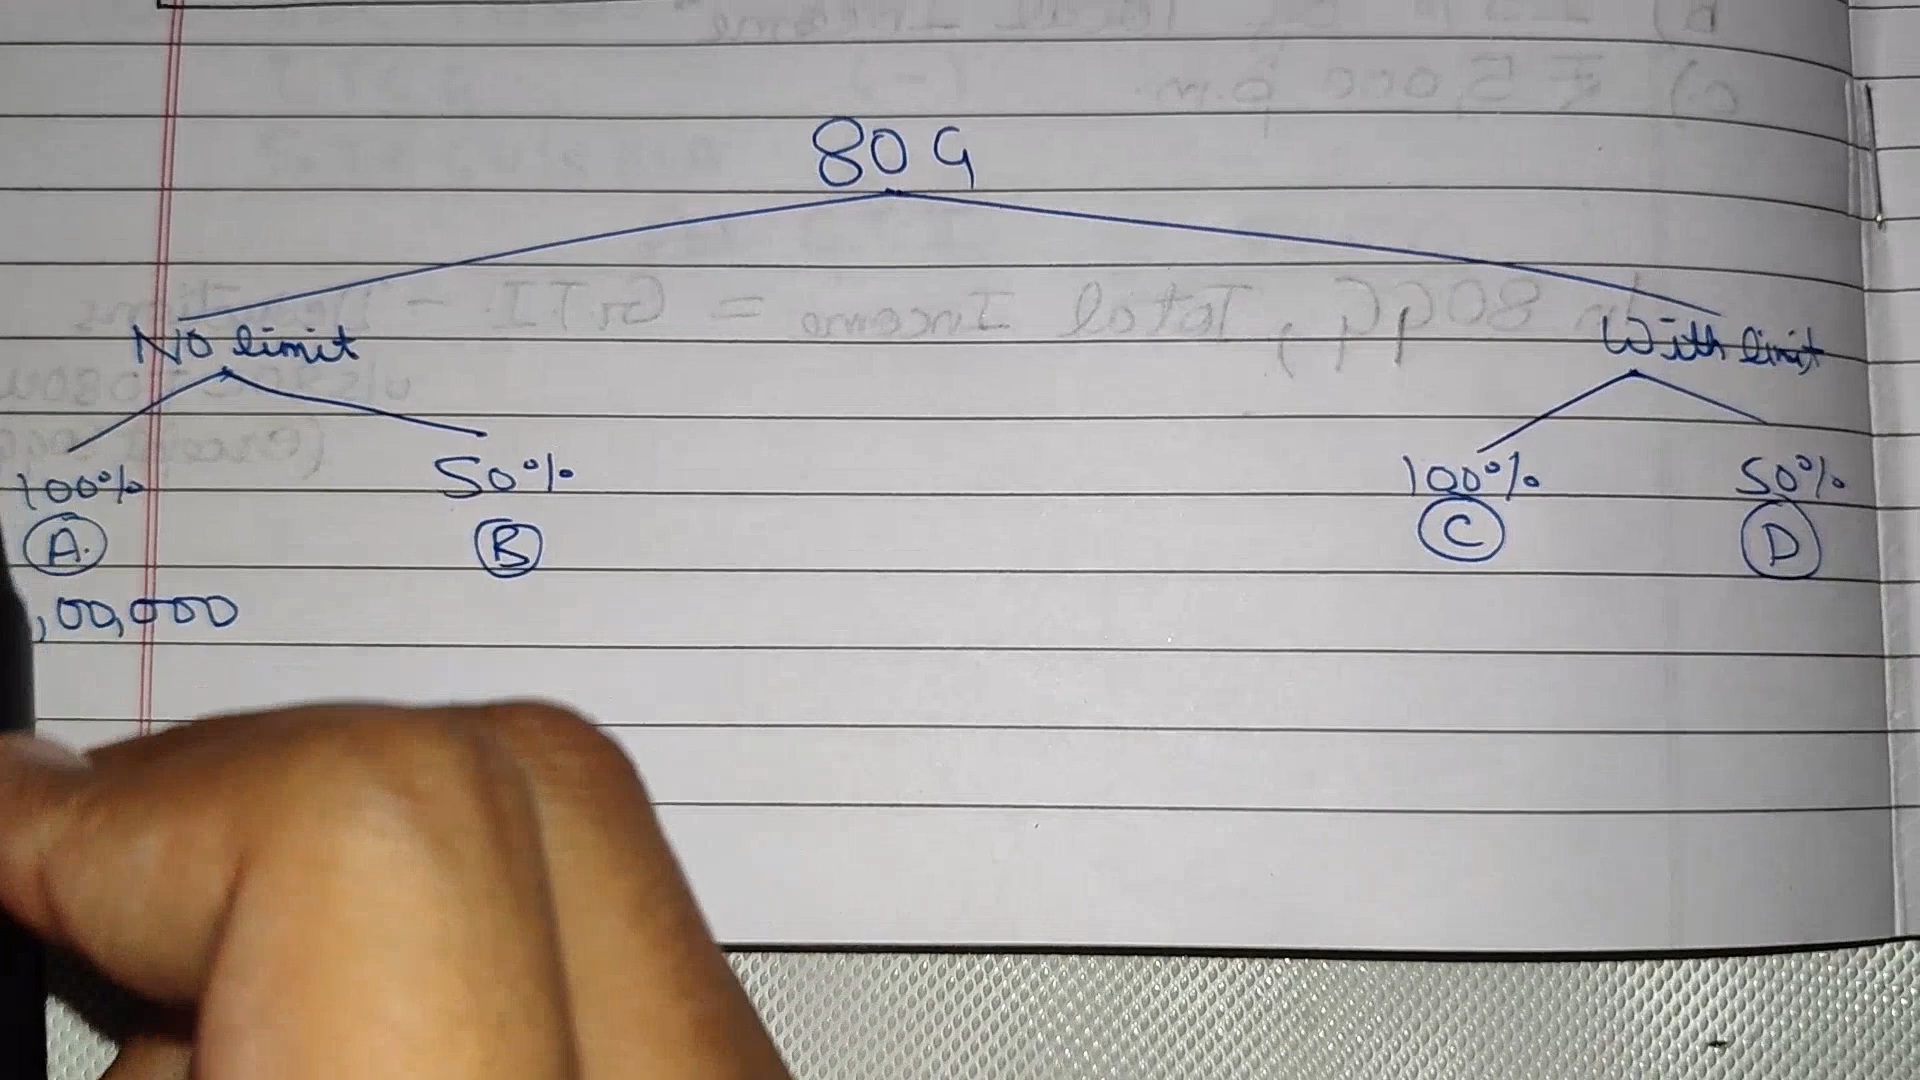 80G
No limit With limit
100% 50% 100% 50%
A. B C D
,00,000